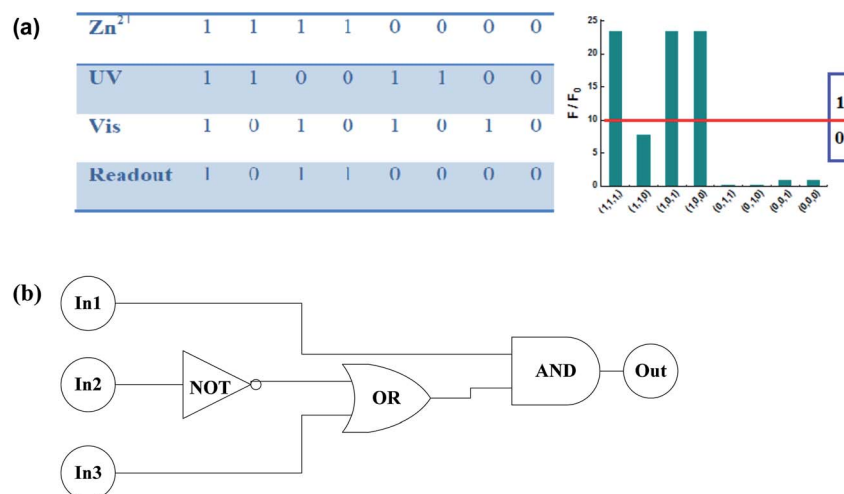 (a)
Zn2+ 1 1 1 1 0 0 0 0
UV 1 1 0 0 1 1 0 0
Vis 1 0 1 0 1 0 1 0
Readout 1 0 1 1 0 0 0 0
F / F0
25
20
15
10
5
0
(1,1,1,) (1,1,0) (1,0,1) (1,0,0) (0,1,1) (0,1,0) (0,0,1) (0,0,0)
1
0
(b)
In1
In2
NOT
OR
AND
Out
In3